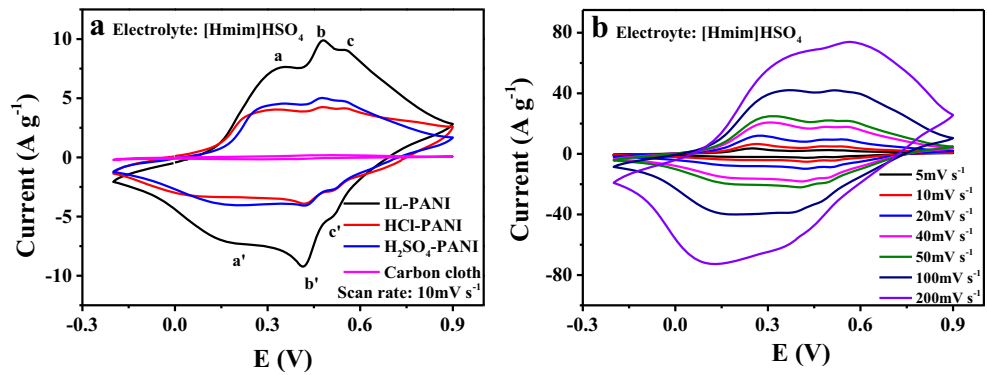 a Electrolyte: [Hmim]HSO₄
10
5
0
-5
-10
Current (A g⁻¹)
a
b
c
a'
b'
c'
IL-PANI
HCl-PANI
H₂SO₄-PANI
Carbon cloth
Scan rate: 10mV s⁻¹
-0.3
0.0
0.3
0.6
0.9
E (V)
b Electroyte: [Hmim]HSO₄
80
40
0
-40
-80
Current (A g⁻¹)
5mV s⁻¹
10mV s⁻¹
20mV s⁻¹
40mV s⁻¹
50mV s⁻¹
100mV s⁻¹
200mV s⁻¹
-0.3
0.0
0.3
0.6
0.9
E (V)